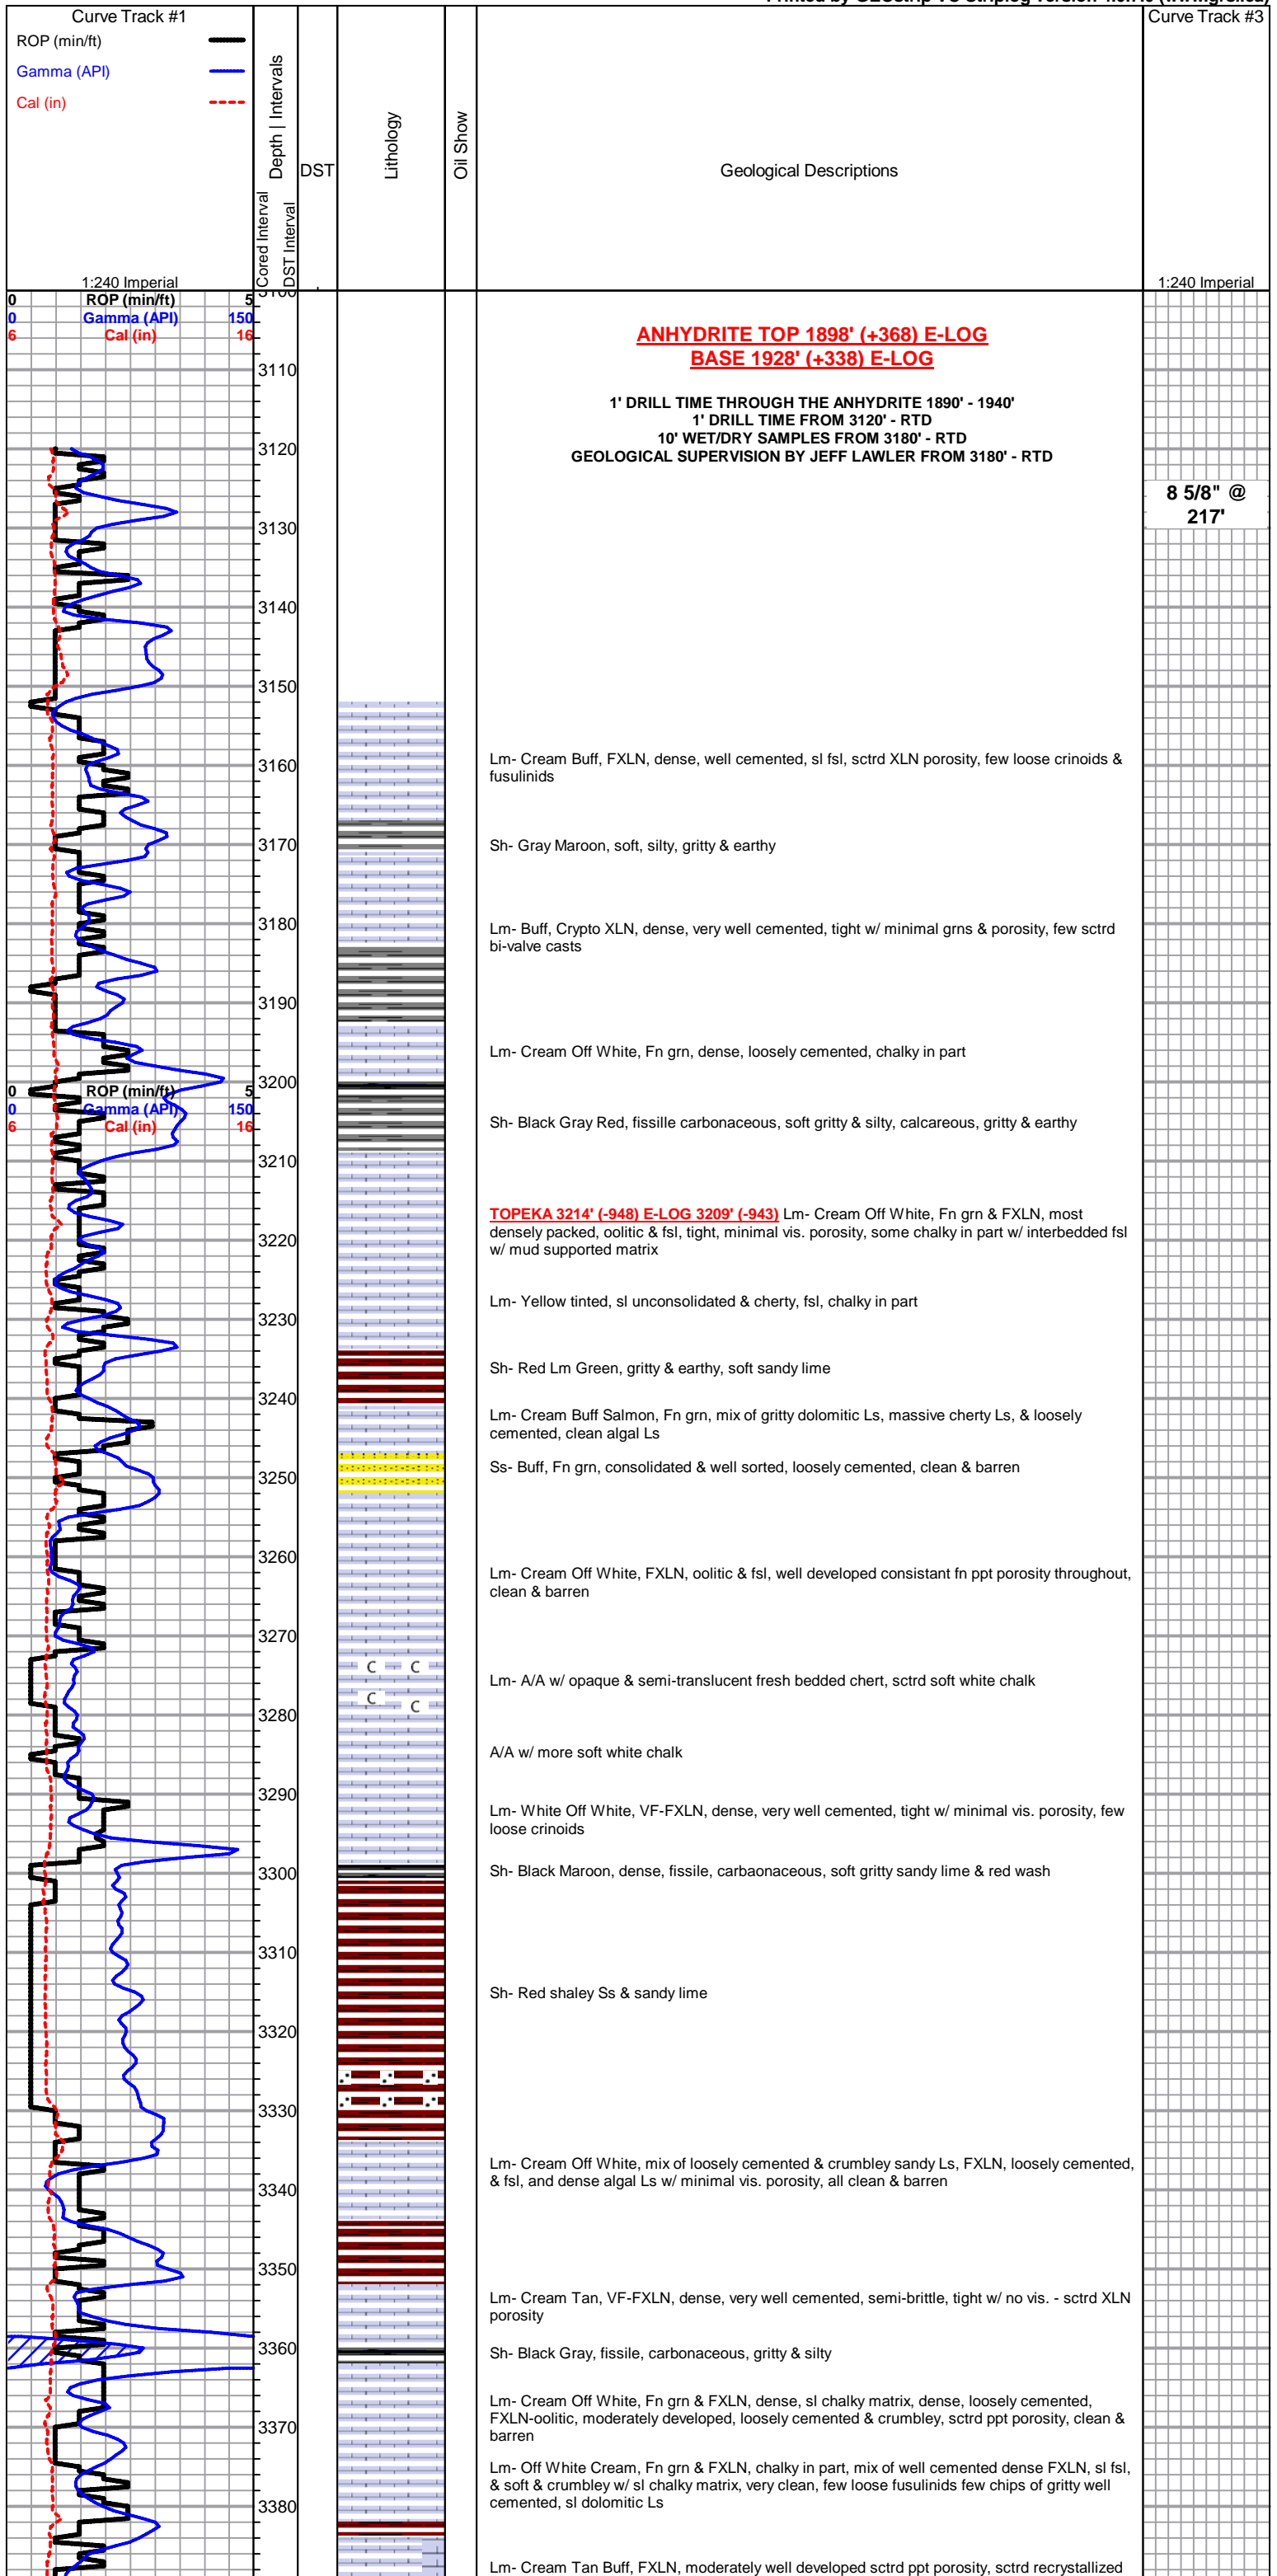 Curve Track #1
ROP (min/ft)
Gamma (API)
Cal (in)
1:240 Imperial
Depth | Intervals
Cored Interval
DST Interval
DST
Lithology
Oil Show
Geological Descriptions
Curve Track #3
1:240 Imperial
0 ROP (min/ft) 5
0 Gamma (API) 150
6 Cal (in) 16
ANHYDRITE TOP 1898' (+368) E-LOG
BASE 1928' (+338) E-LOG
3110
1' DRILL TIME THROUGH THE ANHYDRITE 1890' - 1940'
1' DRILL TIME FROM 3120' - RTD
10' WET/DRY SAMPLES FROM 3180' - RTD
GEOLOGICAL SUPERVISION BY JEFF LAWLER FROM 3180' - RTD
3120
8 5/8" @
217'
3130
3140
3150
Lm- Cream Buff, FXLN, dense, well cemented, sl fsl, sctrd XLN porosity, few loose crinoids &
fusulinids
3160
Sh- Gray Maroon, soft, silty, gritty & earthy
3170
Lm- Buff, Crypto XLN, dense, very well cemented, tight w/ minimal grns & porosity, few sctrd
bi-valve casts
3180
3190
Lm- Cream Off White, Fn grn, dense, loosely cemented, chalky in part
3200
0 ROP (min/ft) 5
0 Gamma (API) 150
6 Cal (in) 16
Sh- Black Gray Red, fissille carbonaceous, soft gritty & silty, calcareous, gritty & earthy
3210
TOPEKA 3214' (-948) E-LOG 3209' (-943) Lm- Cream Off White, Fn grn & FXLN, most
densely packed, oolitic & fsl, tight, minimal vis. porosity, some chalky in part w/ interbedded fsl
w/ mud supported matrix
3220
Lm- Yellow tinted, sl unconsolidated & cherty, fsl, chalky in part
3230
Sh- Red Lm Green, gritty & earthy, soft sandy lime
3240
Lm- Cream Buff Salmon, Fn grn, mix of gritty dolomitic Ls, massive cherty Ls, & loosely
cemented, clean algal Ls
Ss- Buff, Fn grn, consolidated & well sorted, loosely cemented, clean & barren
3250
3260
Lm- Cream Off White, FXLN, oolitic & fsl, well developed consistant fn ppt porosity throughout,
clean & barren
3270
C C
C C
Lm- A/A w/ opaque & semi-translucent fresh bedded chert, sctrd soft white chalk
3280
A/A w/ more soft white chalk
3290
Lm- White Off White, VF-FXLN, dense, very well cemented, tight w/ minimal vis. porosity, few
loose crinoids
3300
Sh- Black Maroon, dense, fissile, carbaonaceous, soft gritty sandy lime & red wash
3310
Sh- Red shaley Ss & sandy lime
3320
3330
Lm- Cream Off White, mix of loosely cemented & crumbley sandy Ls, FXLN, loosely cemented,
& fsl, and dense algal Ls w/ minimal vis. porosity, all clean & barren
3340
3350
Lm- Cream Tan, VF-FXLN, dense, very well cemented, semi-brittle, tight w/ no vis. - sctrd XLN
porosity
3360
Sh- Black Gray, fissile, carbonaceous, gritty & silty
Lm- Cream Off White, Fn grn & FXLN, dense, sl chalky matrix, dense, loosely cemented,
FXLN-oolitic, moderately developed, loosely cemented & crumbley, sctrd ppt porosity, clean &
barren
3370
Lm- Off White Cream, Fn grn & FXLN, chalky in part, mix of well cemented dense FXLN, sl fsl,
& soft & crumbley w/ sl chalky matrix, very clean, few loose fusulinids few chips of gritty well
cemented, sl dolomitic Ls
3380
Lm- Cream Tan Buff, FXLN, moderately well developed sctrd ppt porosity, sctrd recrystallized